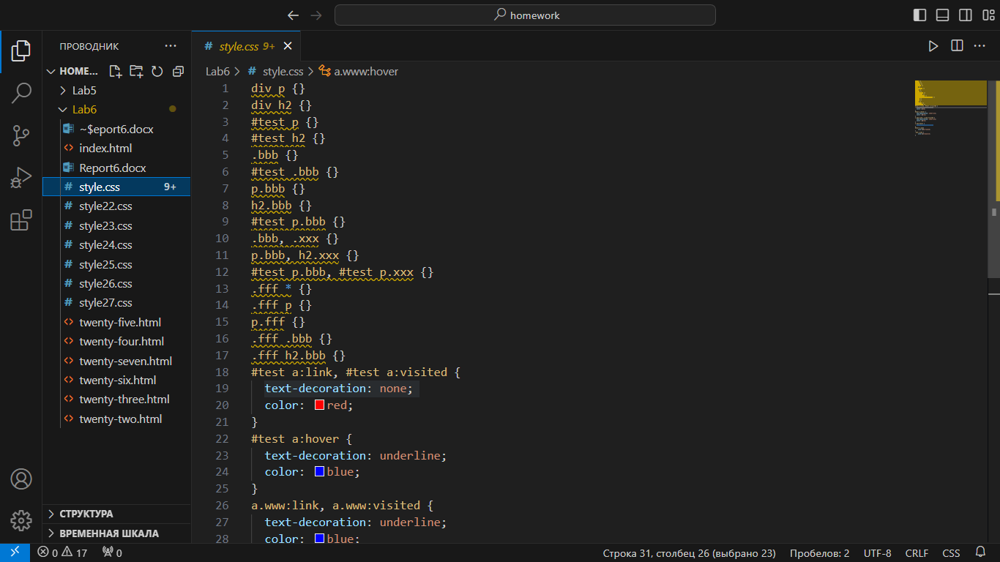 homework
ПРОВОДНИК
HOME...
Lab5
Lab6
~$eport6.docx
index.html
Report6.docx
style.css 9+
style22.css
style23.css
style24.css
style25.css
style26.css
style27.css
twenty-five.html
twenty-four.html
twenty-seven.html
twenty-six.html
twenty-three.html
twenty-two.html
СТРУКТУРА
ВРЕМЕННАЯ ШКАЛА
# style.css 9+
Lab6 > # style.css > a.www:hover
1 div p {}
2 div h2 {}
3 #test p {}
4 #test h2 {}
5 .bbb {}
6 #test .bbb {}
7 p.bbb {}
8 h2.bbb {}
9 #test p.bbb {}
10 .bbb, .xxx {}
11 p.bbb, h2.xxx {}
12 #test p.bbb, #test p.xxx {}
13 .fff * {}
14 .fff p {}
15 p.fff {}
16 .fff .bbb {}
17 .fff h2.bbb {}
18 #test a:link, #test a:visited {
19 text-decoration: none;
20 color: red;
21 }
22 #test a:hover {
23 text-decoration: underline;
24 color: blue;
25 }
26 a.www:link, a.www:visited {
27 text-decoration: underline;
28 color: blue;
0 17 0
Строка 31, столбец 26 (выбрано 23) Пробелов: 2 UTF-8 CRLF CSS